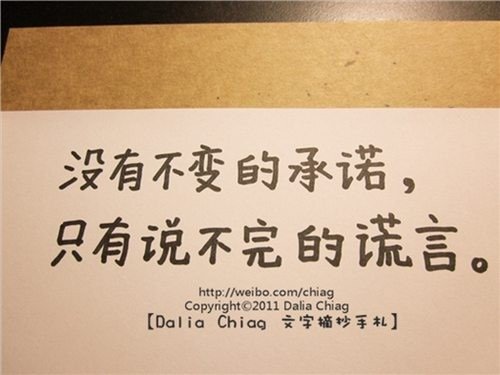 没有不变的承诺，
只有说不完的谎言。
http://weibo.com/chiag
Copyright©2011 Dalia Chiag
【Dalia Chiag 文字摘抄手札】